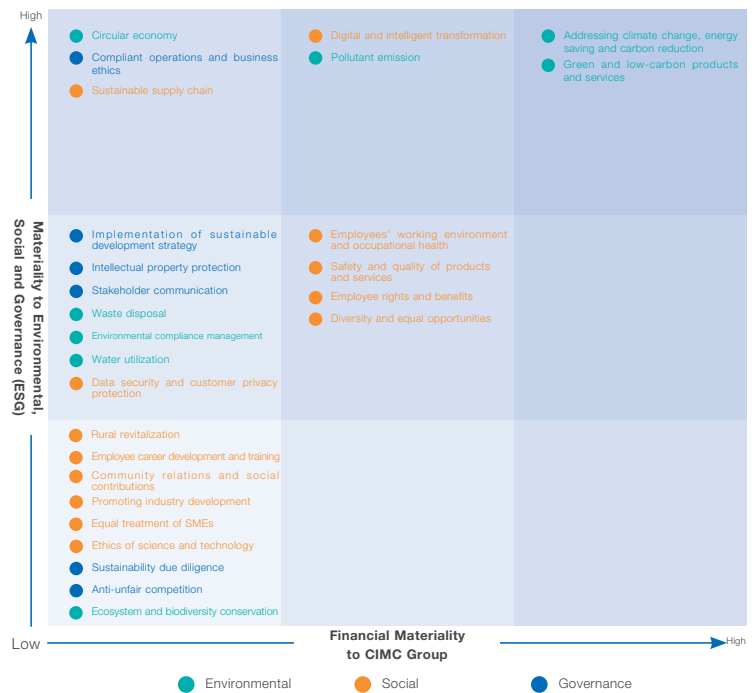 High
Circular economy
Compliant operations and business
ethics
Sustainable supply chain
Digital and intelligent transformation
Pollutant emission
Addressing climate change, energy
saving and carbon reduction
Green and low-carbon products
and services
Materiality to Environmental,
Social and Governance (ESG)
Implementation of sustainable
development strategy
Intellectual property protection
Stakeholder communication
Waste disposal
Environmental compliance management
Water utilization
Data security and customer privacy
protection
Employees' working environment
and occupational health
Safety and quality of products
and services
Employee rights and benefits
Diversity and equal opportunities
Rural revitalization
Employee career development and training
Community relations and social
contributions
Promoting industry development
Equal treatment of SMEs
Ethics of science and technology
Sustainability due diligence
Anti-unfair competition
Ecosystem and biodiversity conservation
Low
Financial Materiality
to CIMC Group
High
Environmental
Social
Governance